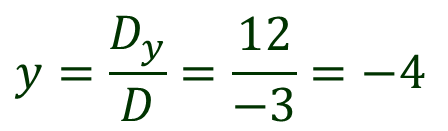 y = D_y / D = 12 / −3 = −4